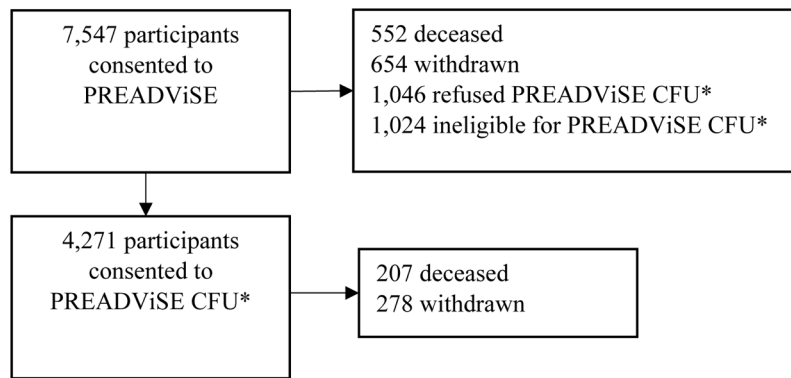 7,547 participants
consented to
PREADViSE
552 deceased
654 withdrawn
1,046 refused PREADViSE CFU*
1,024 ineligible for PREADViSE CFU*
4,271 participants
consented to
PREADViSE CFU*
207 deceased
278 withdrawn